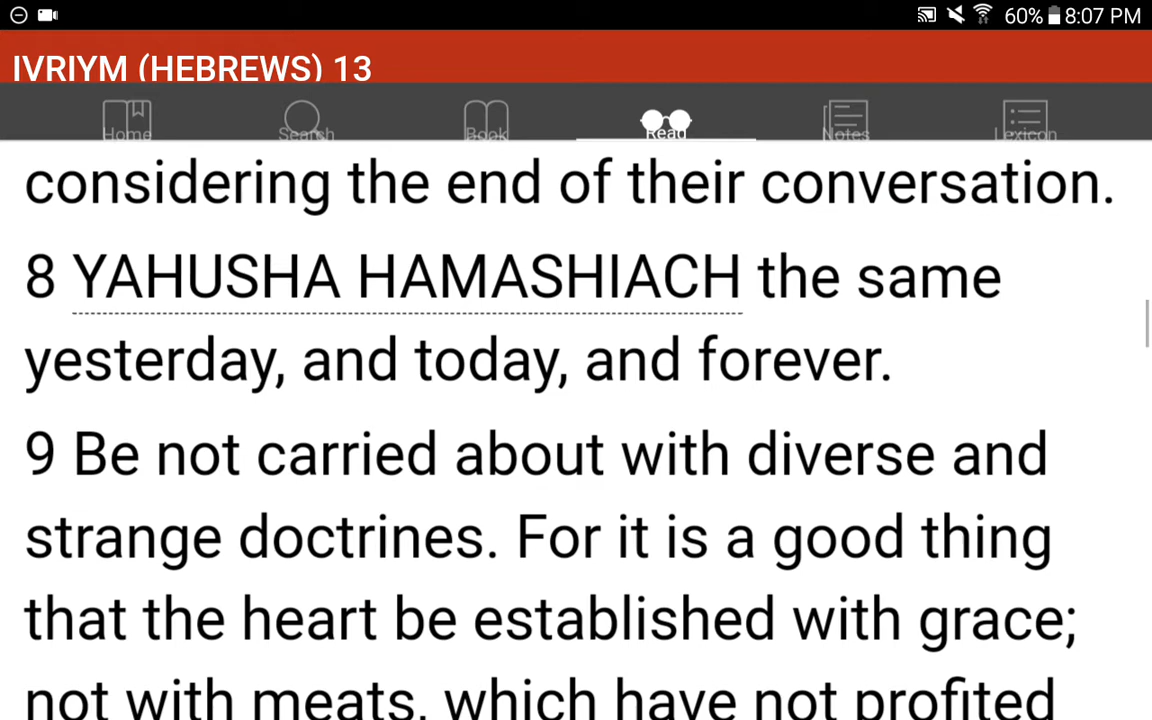 60% 8:07 PM
IVRIYM (HEBREWS) 13
Home Search Book Read Notes Lexicon
considering the end of their conversation.
8 YAHUSHA HAMASHIACH the same
yesterday, and today, and forever.
9 Be not carried about with diverse and
strange doctrines. For it is a good thing
that the heart be established with grace;
not with meats, which have not profited